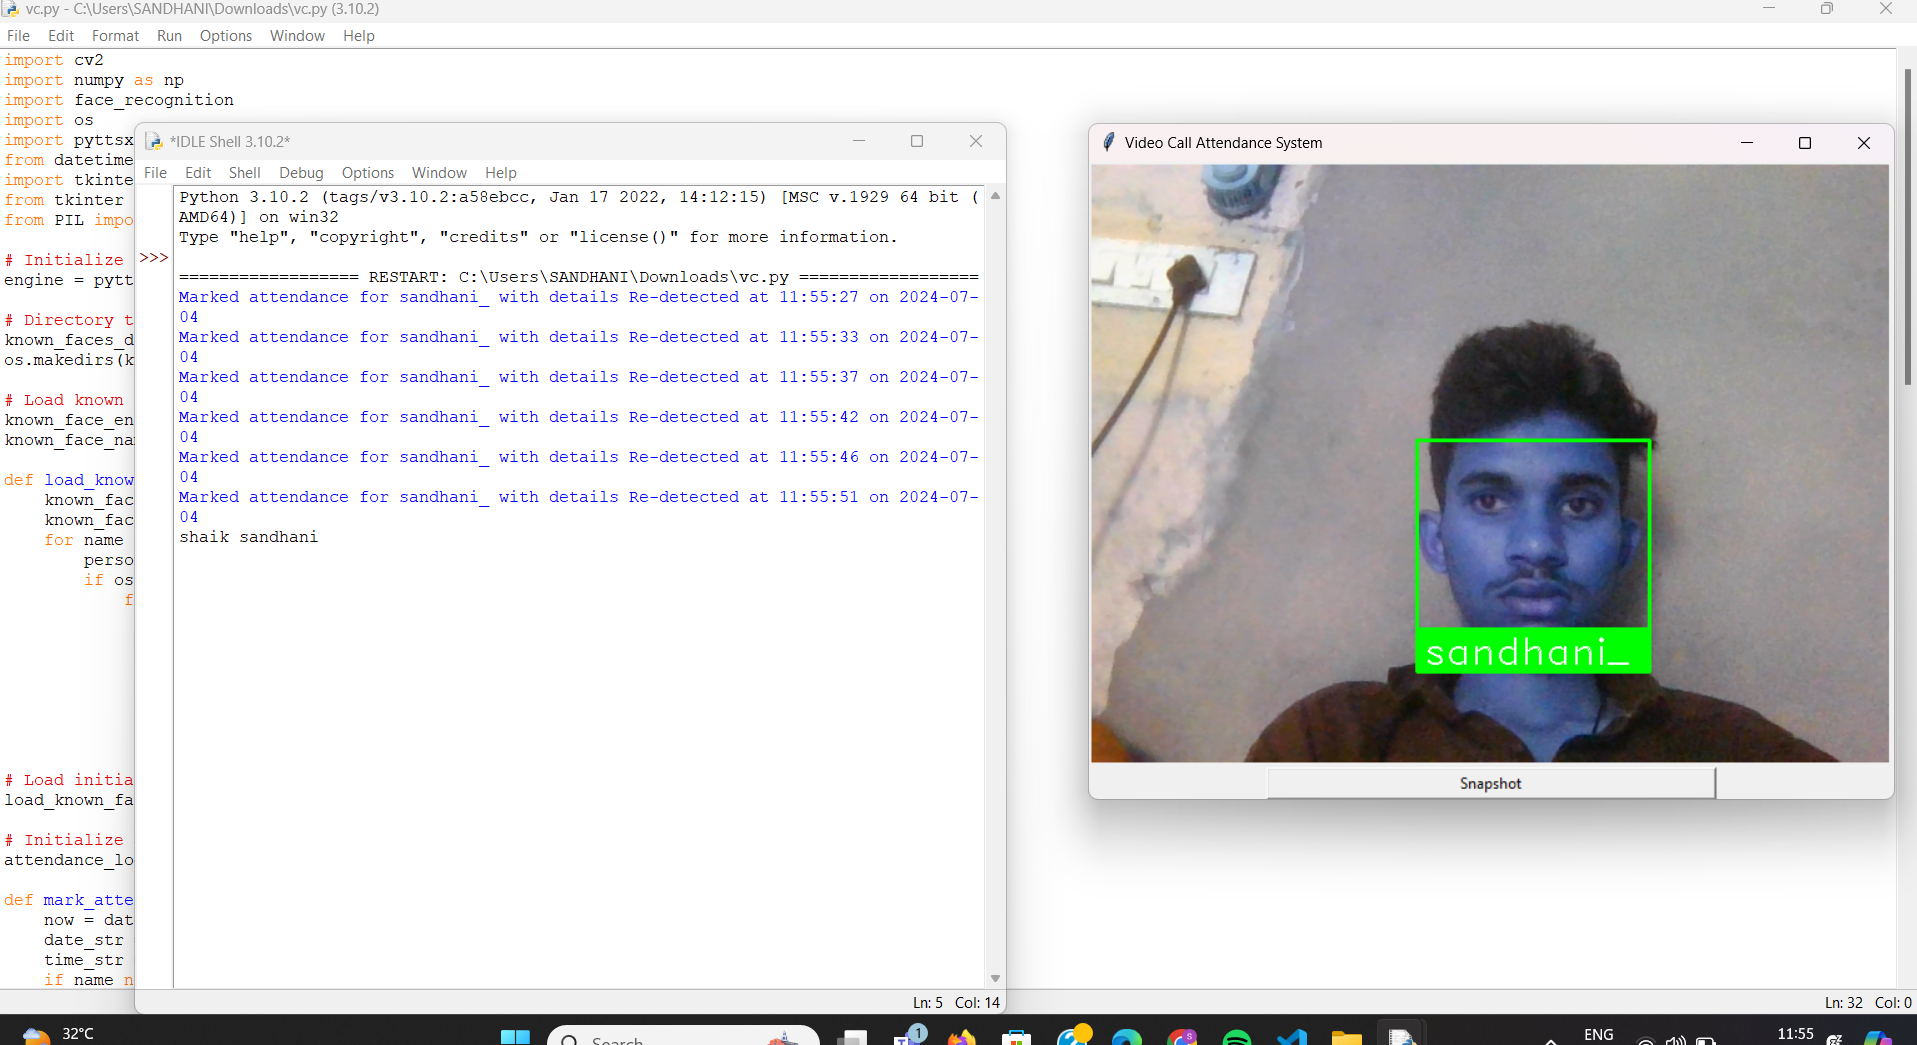 vc.py - C:\Users\SANDHANI\Downloads\vc.py (3.10.2)
File Edit Format Run Options Window Help
import cv2
import numpy as np
import face_recognition
import os
import pyttsx
from datetime
import tkinte
from tkinter
from PIL impo
# Initialize
engine = pytt
# Directory t
known_faces_d
os.makedirs(k
# Load known
known_face_en
known_face_na
def load_know
known_fac
known_fac
for name
perso
if os
f
# Load initia
load_known_fa
# Initialize
attendance_lo
def mark_atte
now = dat
date_str
time_str
if name n
*IDLE Shell 3.10.2*
File Edit Shell Debug Options Window Help
Python 3.10.2 (tags/v3.10.2:a58ebcc, Jan 17 2022, 14:12:15) [MSC v.1929 64 bit (
AMD64)] on win32
Type "help", "copyright", "credits" or "license()" for more information.
>>>
================== RESTART: C:\Users\SANDHANI\Downloads\vc.py ==================
Marked attendance for sandhani_ with details Re-detected at 11:55:27 on 2024-07-
04
Marked attendance for sandhani_ with details Re-detected at 11:55:33 on 2024-07-
04
Marked attendance for sandhani_ with details Re-detected at 11:55:37 on 2024-07-
04
Marked attendance for sandhani_ with details Re-detected at 11:55:42 on 2024-07-
04
Marked attendance for sandhani_ with details Re-detected at 11:55:46 on 2024-07-
04
Marked attendance for sandhani_ with details Re-detected at 11:55:51 on 2024-07-
04
shaik sandhani
Ln: 5 Col: 14
Video Call Attendance System
sandhani_
Snapshot
Ln: 32 Col: 0
32°C
Search
1
ENG
11:55